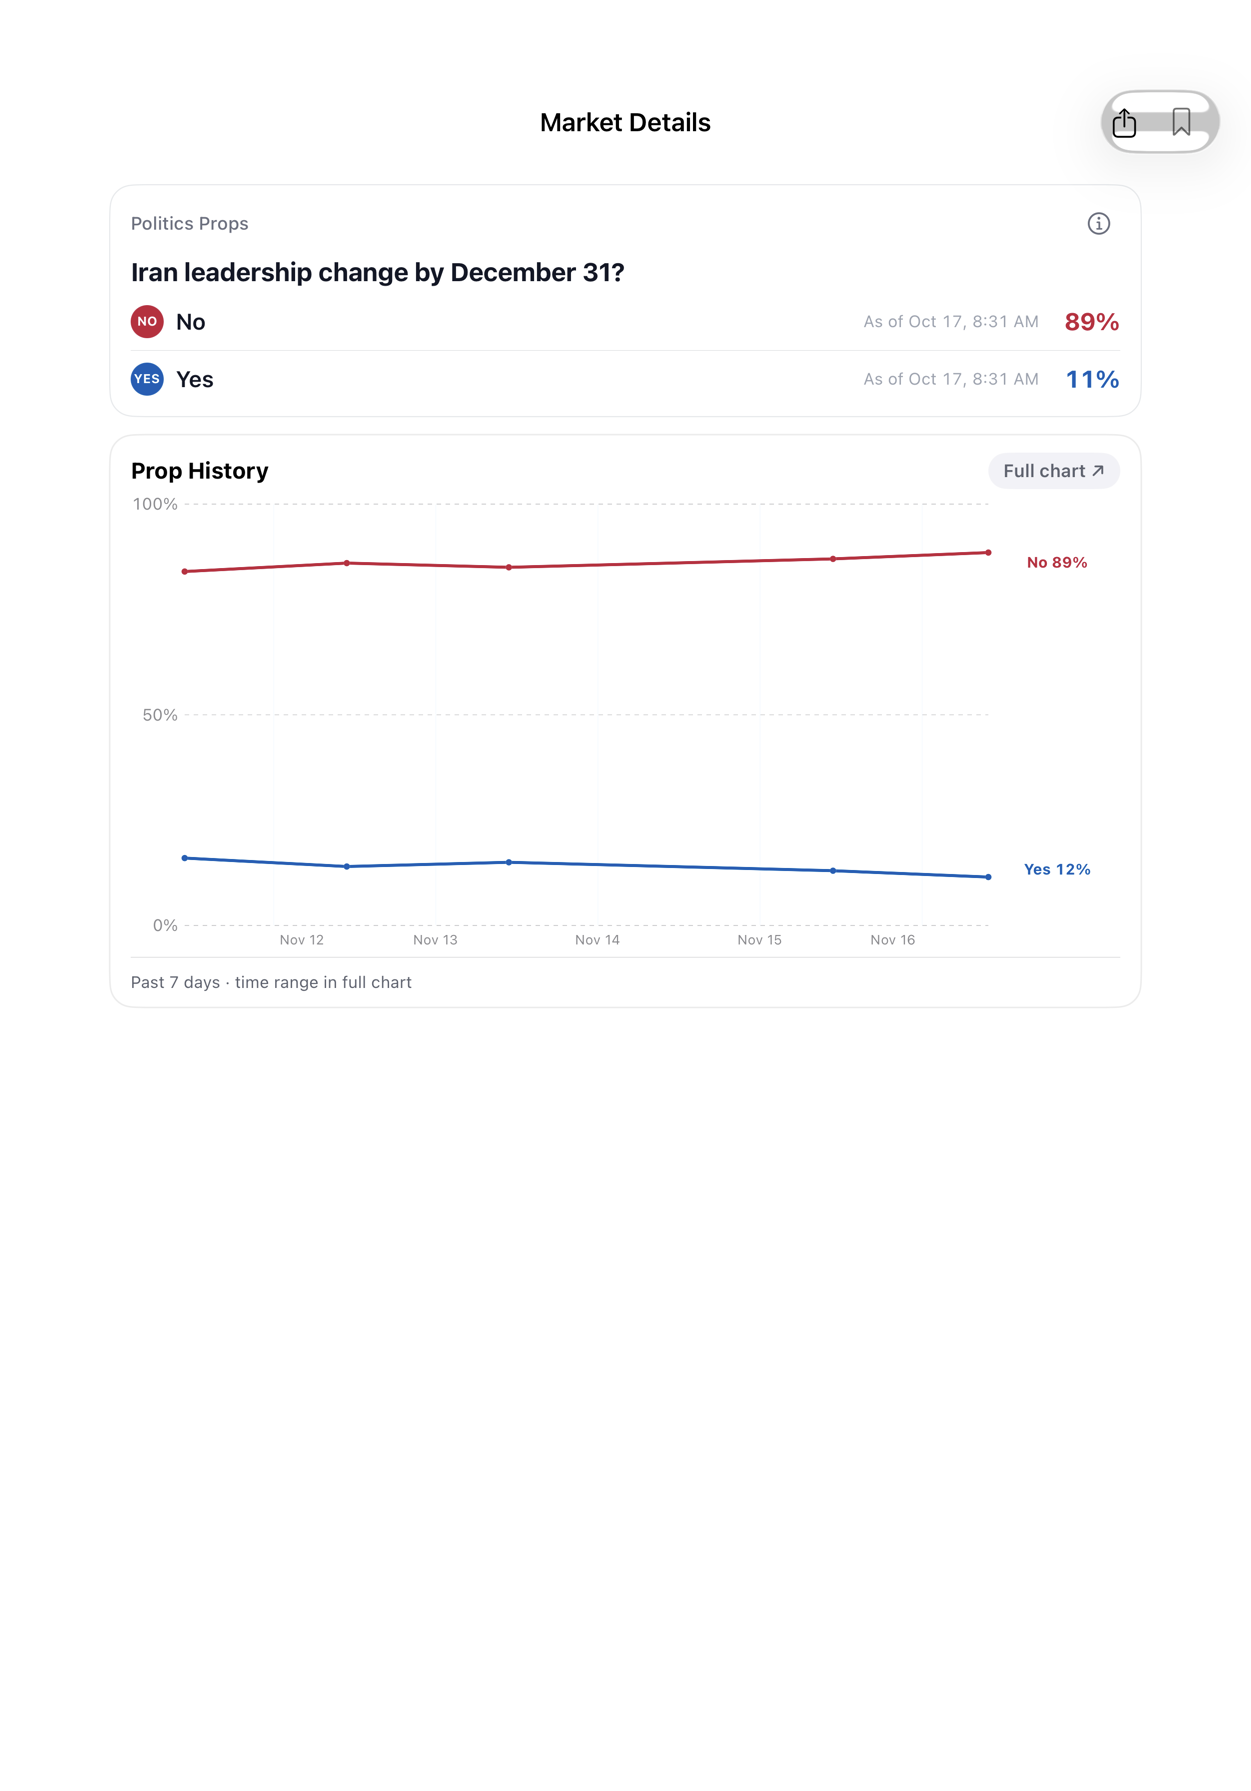 Market Details
Politics Props
Iran leadership change by December 31?
NO No As of Oct 17, 8:31 AM 89%
YES Yes As of Oct 17, 8:31 AM 11%
Prop History Full chart ↗
100%
No 89%
50%
Yes 12%
0%
Nov 12 Nov 13 Nov 14 Nov 15 Nov 16
Past 7 days · time range in full chart